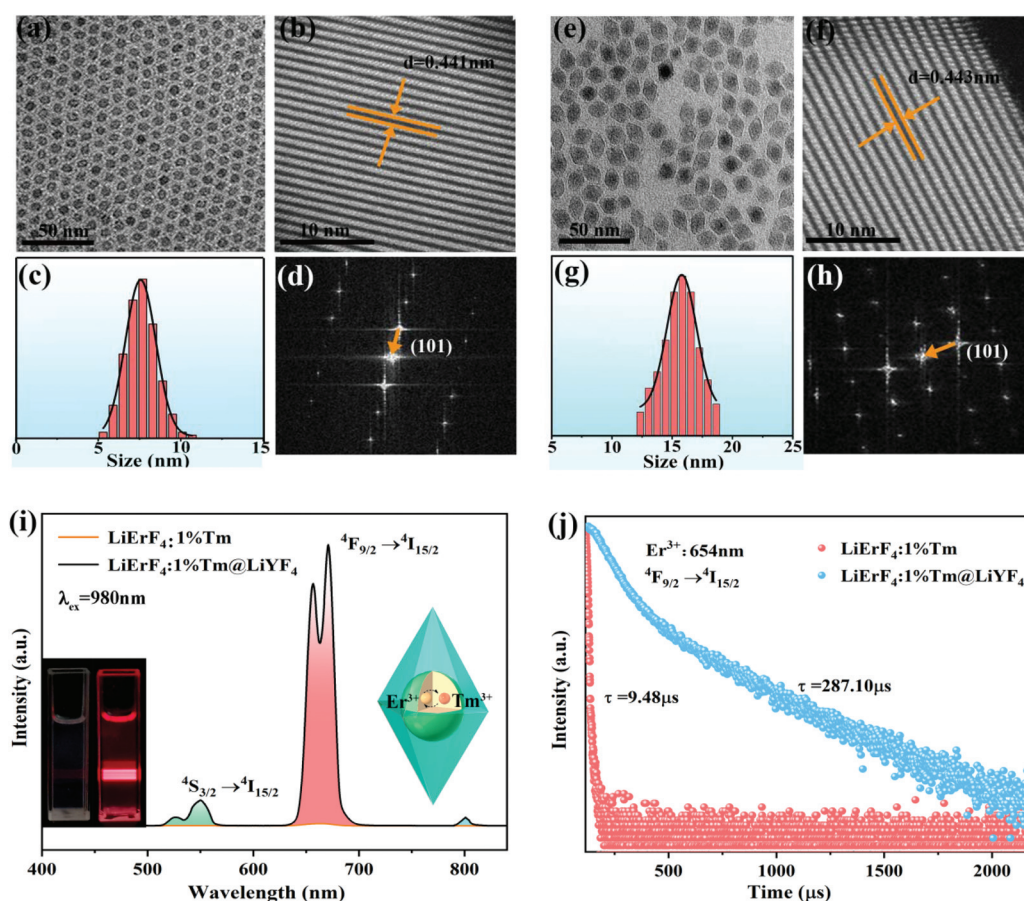 (a)
50 nm
(b)
d=0.441nm
10 nm
(e)
50 nm
(f)
d=0.443nm
10 nm
(c)
0 5 10 15
Size (nm)
(d)
(101)
(g)
5 10 15 20 25
Size (nm)
(h)
(101)
(i)
LiErF₄:1%Tm
LiErF₄:1%Tm@LiYF₄
λₑₓ=980nm
⁴F₉/₂→⁴I₁₅/₂
Er³⁺ Tm³⁺
⁴S₃/₂→⁴I₁₅/₂
Intensity (a.u.)
400 500 600 700 800
Wavelength (nm)
(j)
Er³⁺:654nm
⁴F₉/₂→⁴I₁₅/₂
LiErF₄:1%Tm
LiErF₄:1%Tm@LiYF₄
τ=9.48μs
τ=287.10μs
Intensity (a.u.)
500 1000 1500 2000
Time (μs)